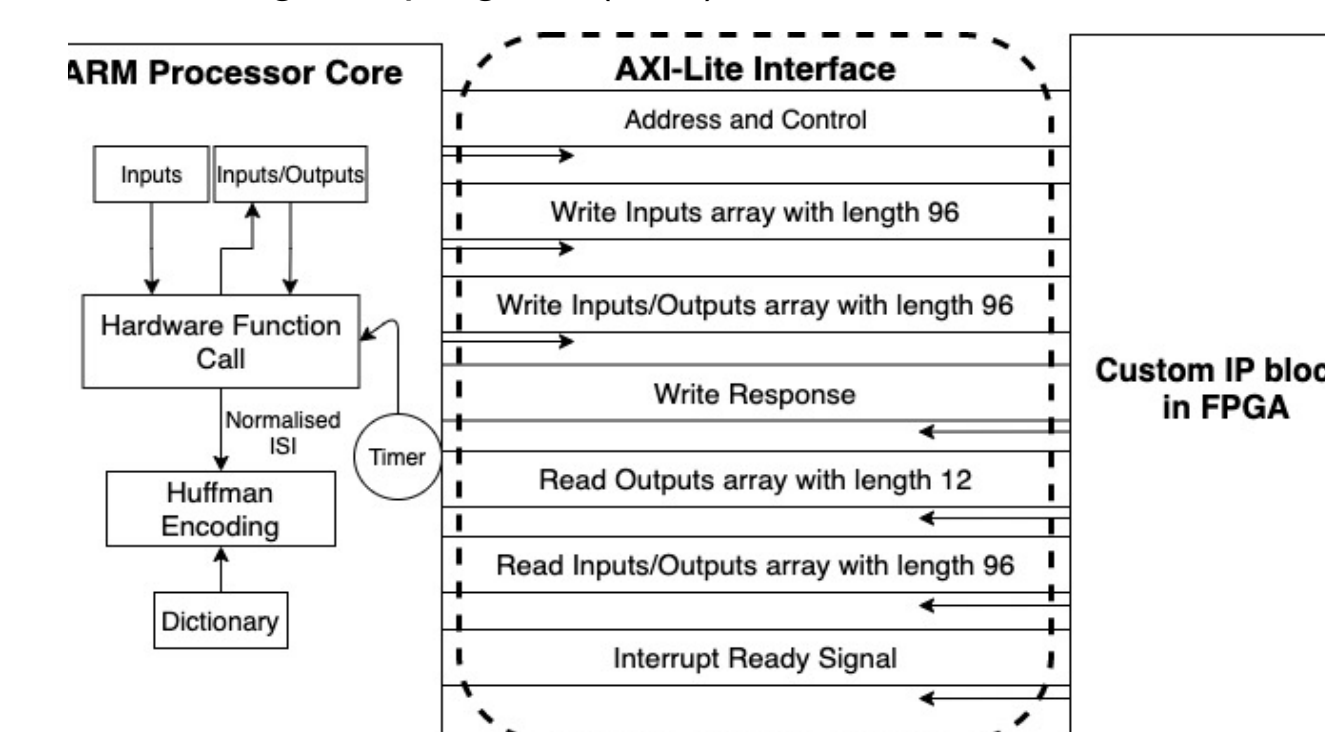 ARM Processor Core
AXI-Lite Interface
Address and Control
Inputs
Inputs/Outputs
Write Inputs array with length 96
Write Inputs/Outputs array with length 96
Hardware Function
Call
Write Response
Custom IP
in FPGA
Normalised
ISI
Timer
Read Outputs array with length 12
Huffman
Encoding
Read Inputs/Outputs array with length 96
Dictionary
Interrupt Ready Signal